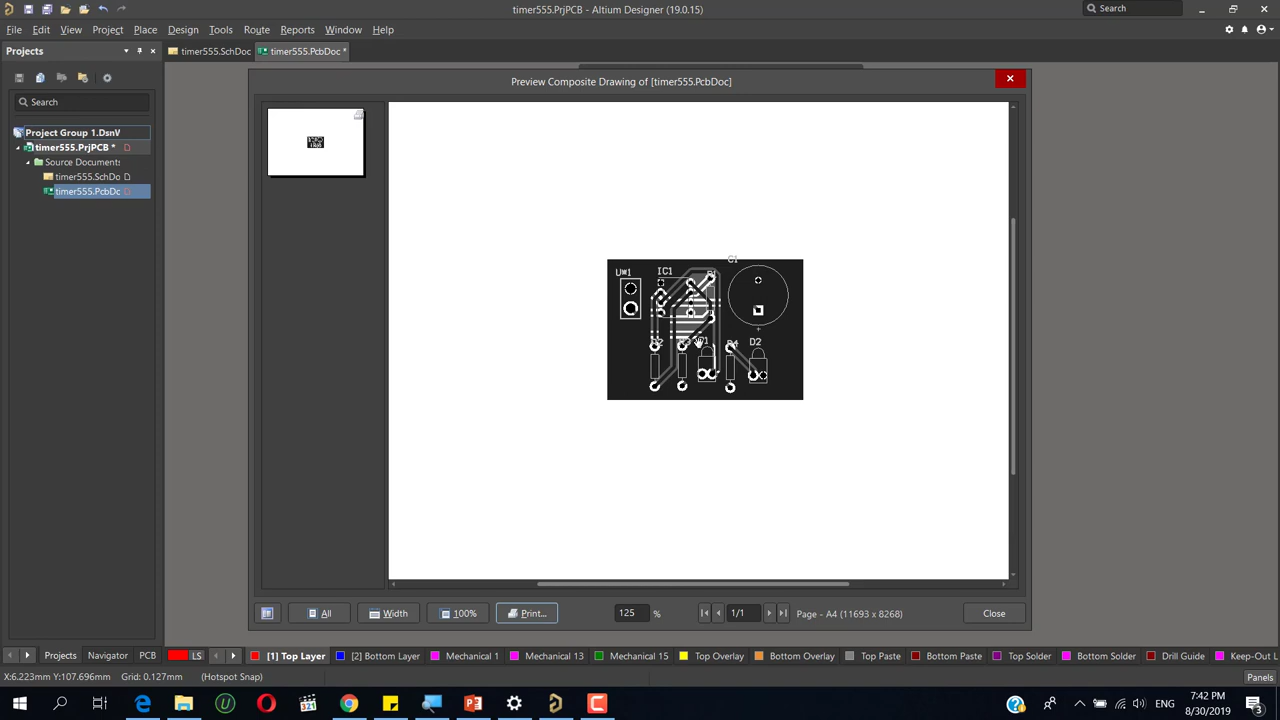 timer555.PrjPCB - Altium Designer (19.0.15)
Search
File Edit View Project Place Design Tools Route Reports Window Help
Projects
timer555.SchDoc
timer555.PcbDoc *
Preview Composite Drawing of [timer555.PcbDoc]
Search
Project Group 1.DsnV
timer555.PrjPCB *
Source Documents
timer555.SchDo
timer555.PcbDc
C1
IC1
D2
All
Width
100%
Print...
125 %
1/1
Page - A4 (11693 x 8268)
Close
Projects Navigator PCB
LS
[1] Top Layer
[2] Bottom Layer
Mechanical 1
Mechanical 13
Mechanical 15
Top Overlay
Bottom Overlay
Top Paste
Bottom Paste
Top Solder
Bottom Solder
Drill Guide
Keep-Out L
X:6.223mm Y:107.696mm Grid: 0.127mm (Hotspot Snap)
Panels
321
ENG
7:42 PM
8/30/2019
3